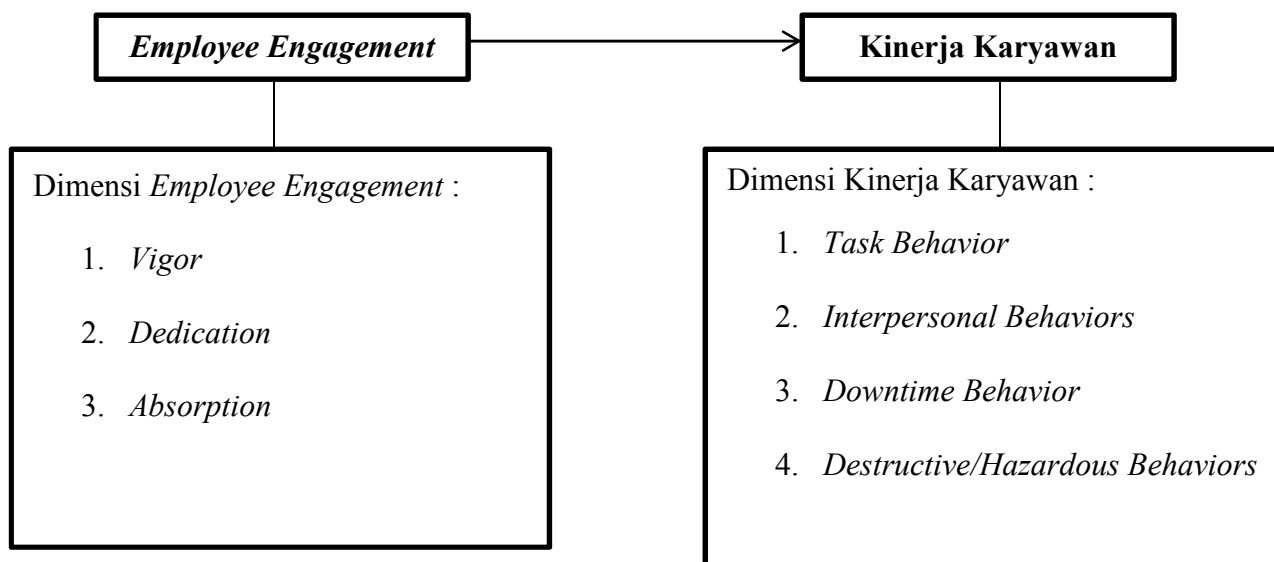 Employee Engagement
Kinerja Karyawan
Dimensi Employee Engagement :
1. Vigor
2. Dedication
3. Absorption
Dimensi Kinerja Karyawan :
1. Task Behavior
2. Interpersonal Behaviors
3. Downtime Behavior
4. Destructive/Hazardous Behaviors